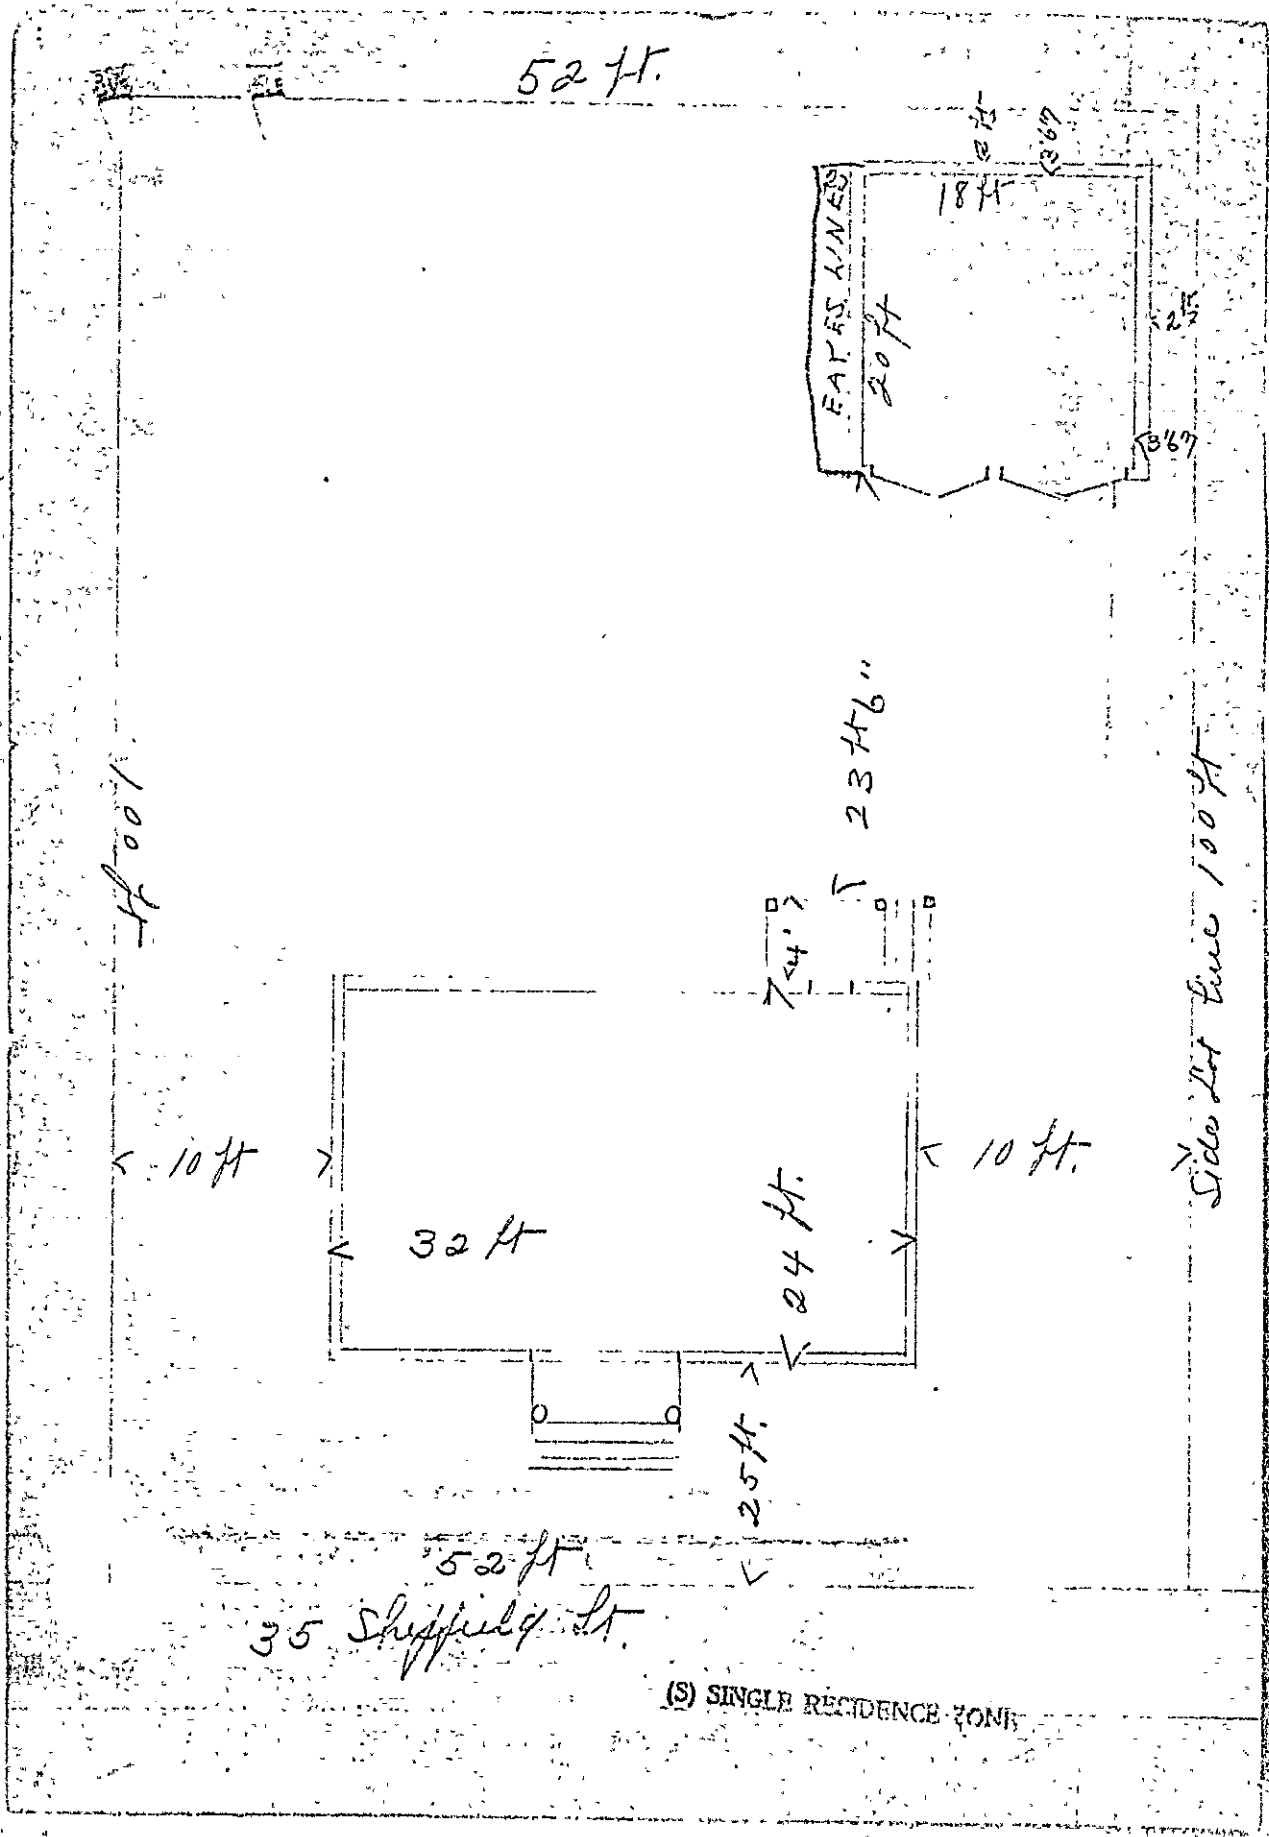 52 ft.
2 ft
18 ft
EAVES LINES
20 ft
2 ft
23 ft 6"
100 ft
Side Lot Line 100 ft
4'
10 ft
10 ft.
32 ft
24 ft.
25 ft.
52 ft
35 Sheffield St.
(S) SINGLE RESIDENCE ZONE